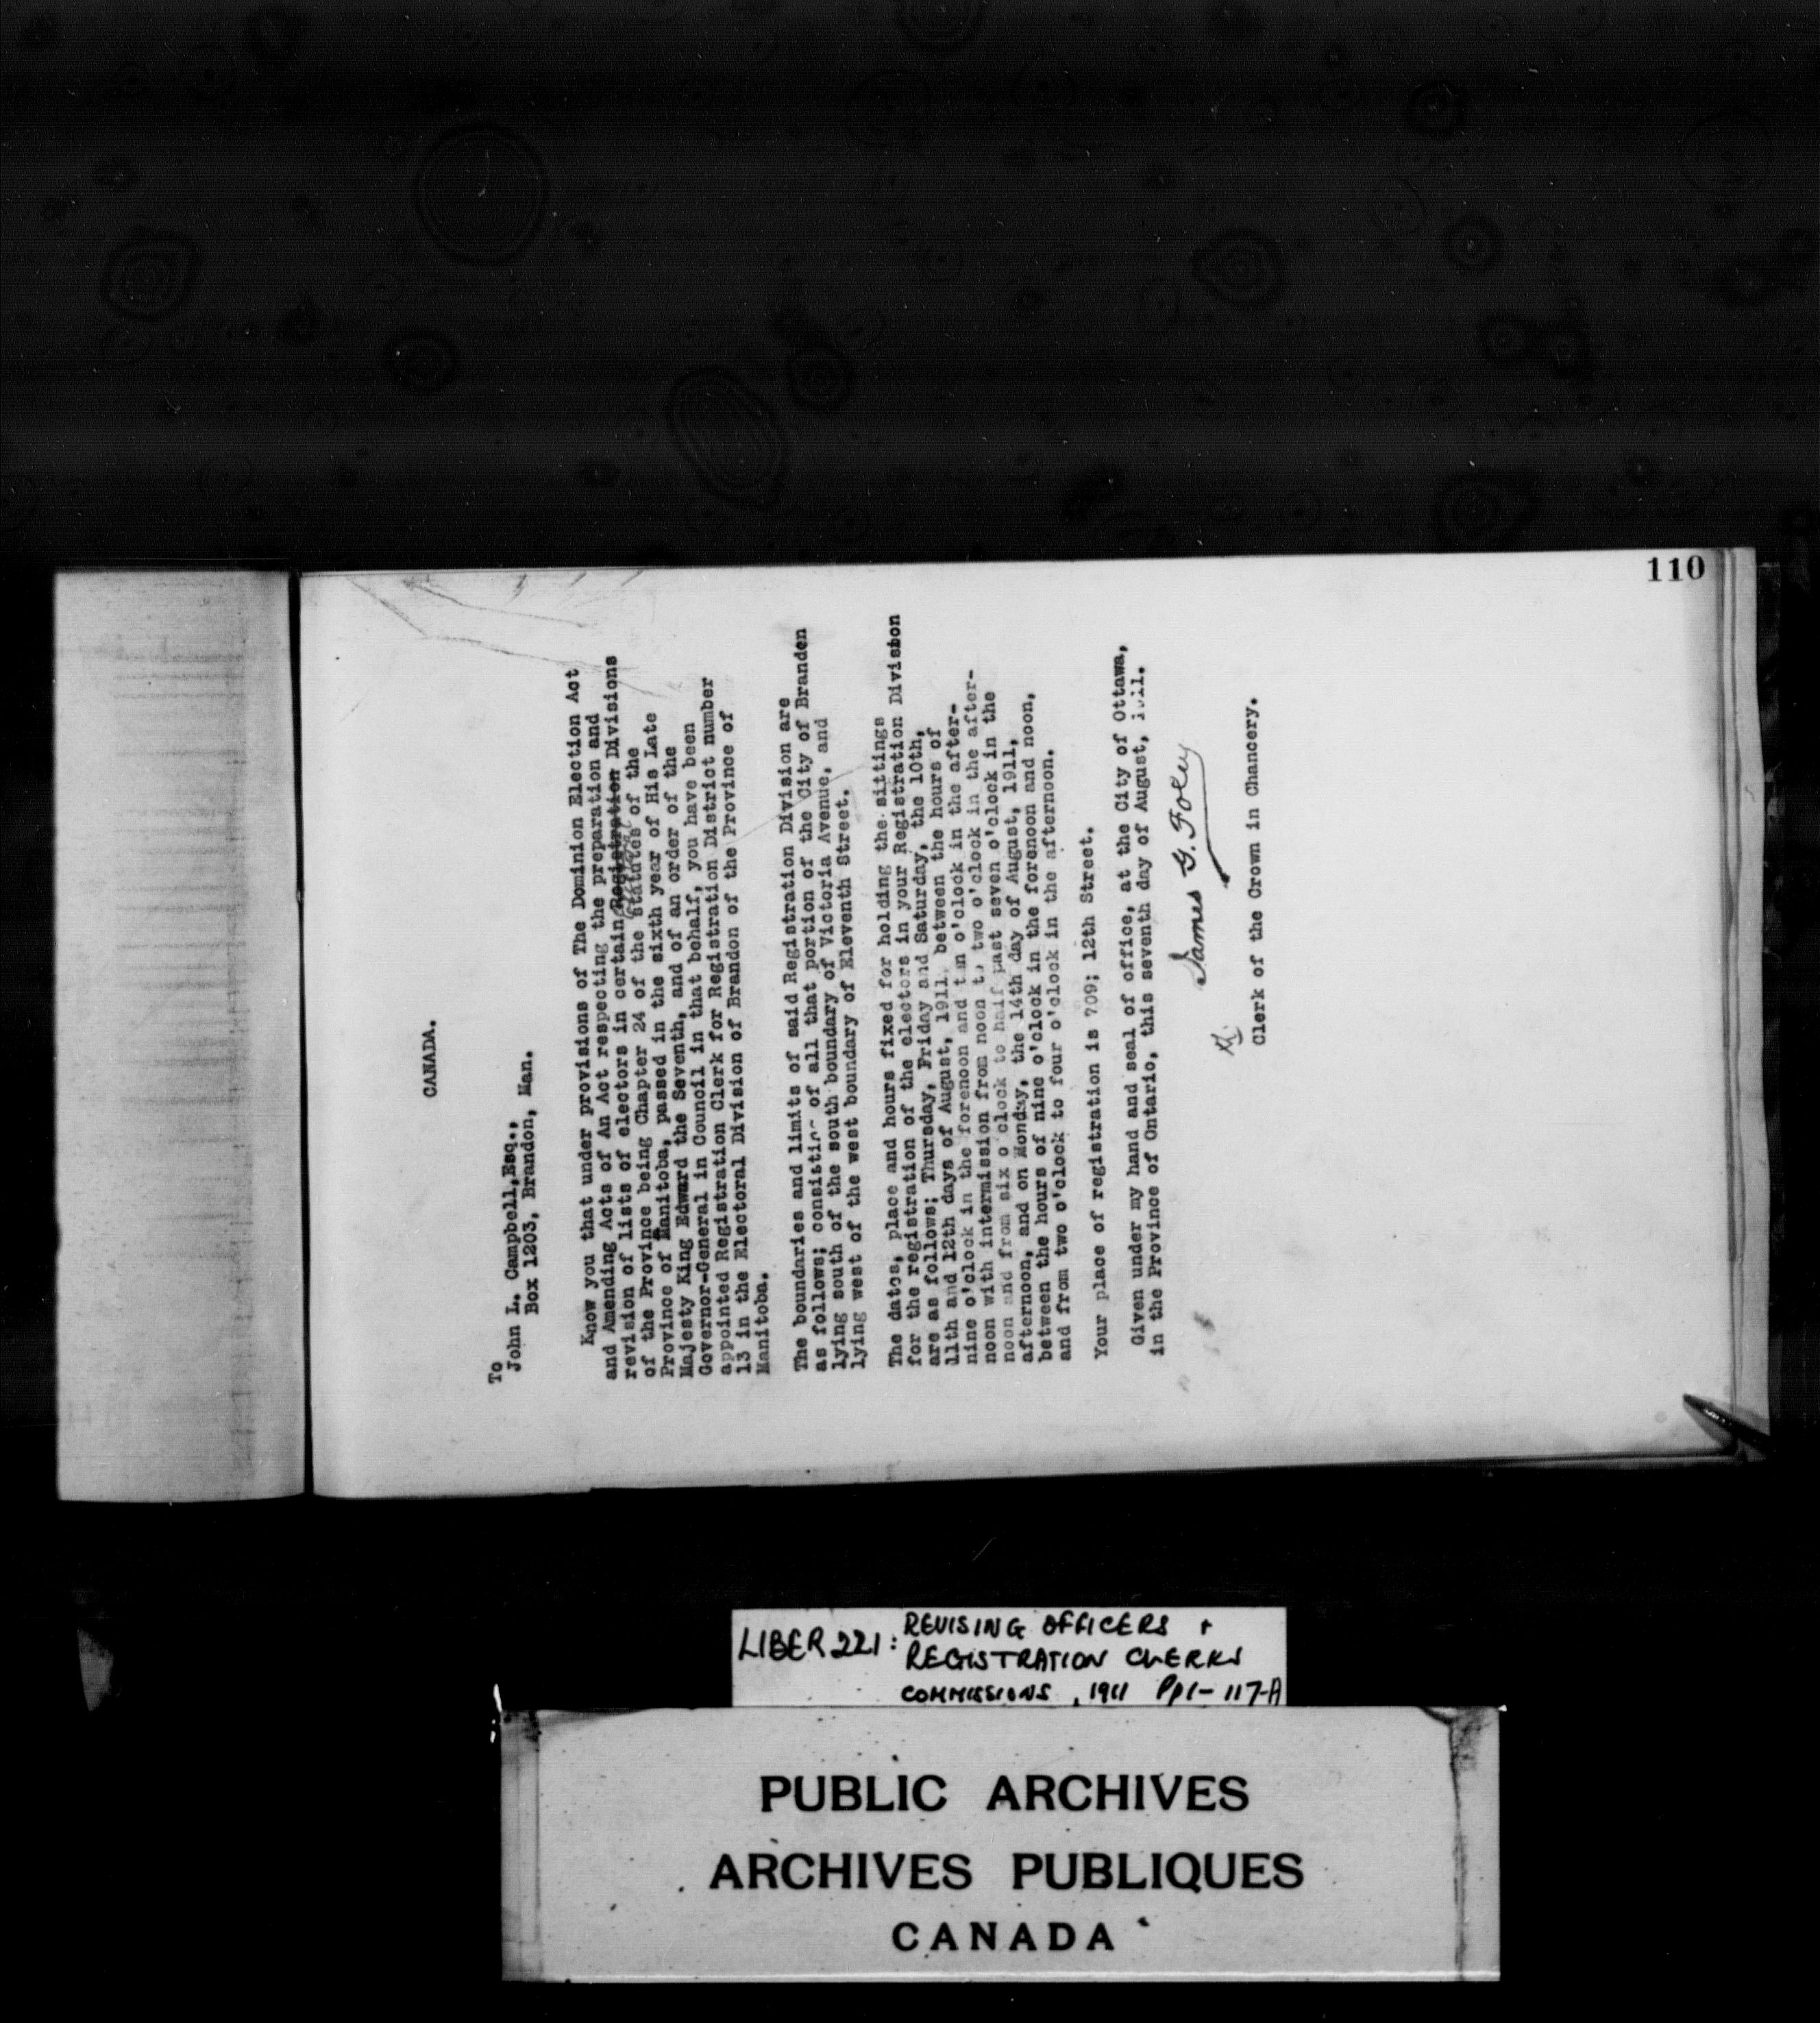 110
CANADA.
To
John L. Campbell,Esq.,
Box 1203, Brandon, Man.
Know you that under provisions of The Dominion Election Act
and Amending Acts of An Act respecting the preparation and
revision of lists of electors in certain Registration Divisions
of the Province being Chapter 24 of the statutes of the
Province of Manitoba, passed in the sixth year of His Late
Majesty King Edward the Seventh, and of an order of the
Governor-General in Council in that behalf, you have been
appointed Registration Clerk for Registration District number
13 in the Electoral Division of Brandon of the Province of
Manitoba.
The boundaries and limits of said Registration Division are
as follows; consisting of all that portion of the City of Branden
lying south of the south boundary of Victoria Avenue, and
lying west of the west boundary of Eleventh Street.
The dates, place and hours fixed for holding the sittings
for the registration of the electors in your Registration Division
are as follows; Thursday, Friday and Saturday, the 10th,
11th and 12th days of August, 1911, between the hours of
nine o'clock in the forenoon and ten o'clock in the after-
noon with intermission from noon to two o'clock in the after-
noon and from six o'clock to half past seven o'clock in the
afternoon, and on Monday, the 14th day of August, 1911,
between the hours of nine o'clock in the forenoon and noon,
and from two o'clock to four o'clock in the afternoon.
Your place of registration is 709; 12th Street.
Given under my hand and seal of office, at the City of Ottawa,
in the Province of Ontario, this seventh day of August, 1911.
James G. Foley
Clerk of the Crown in Chancery.
LIBER 221: REVISING OFFICERS +
REGISTRATION CLERKS
COMMISSIONS, 1911 Pp 1-117-A
PUBLIC ARCHIVES
ARCHIVES PUBLIQUES
CANADA